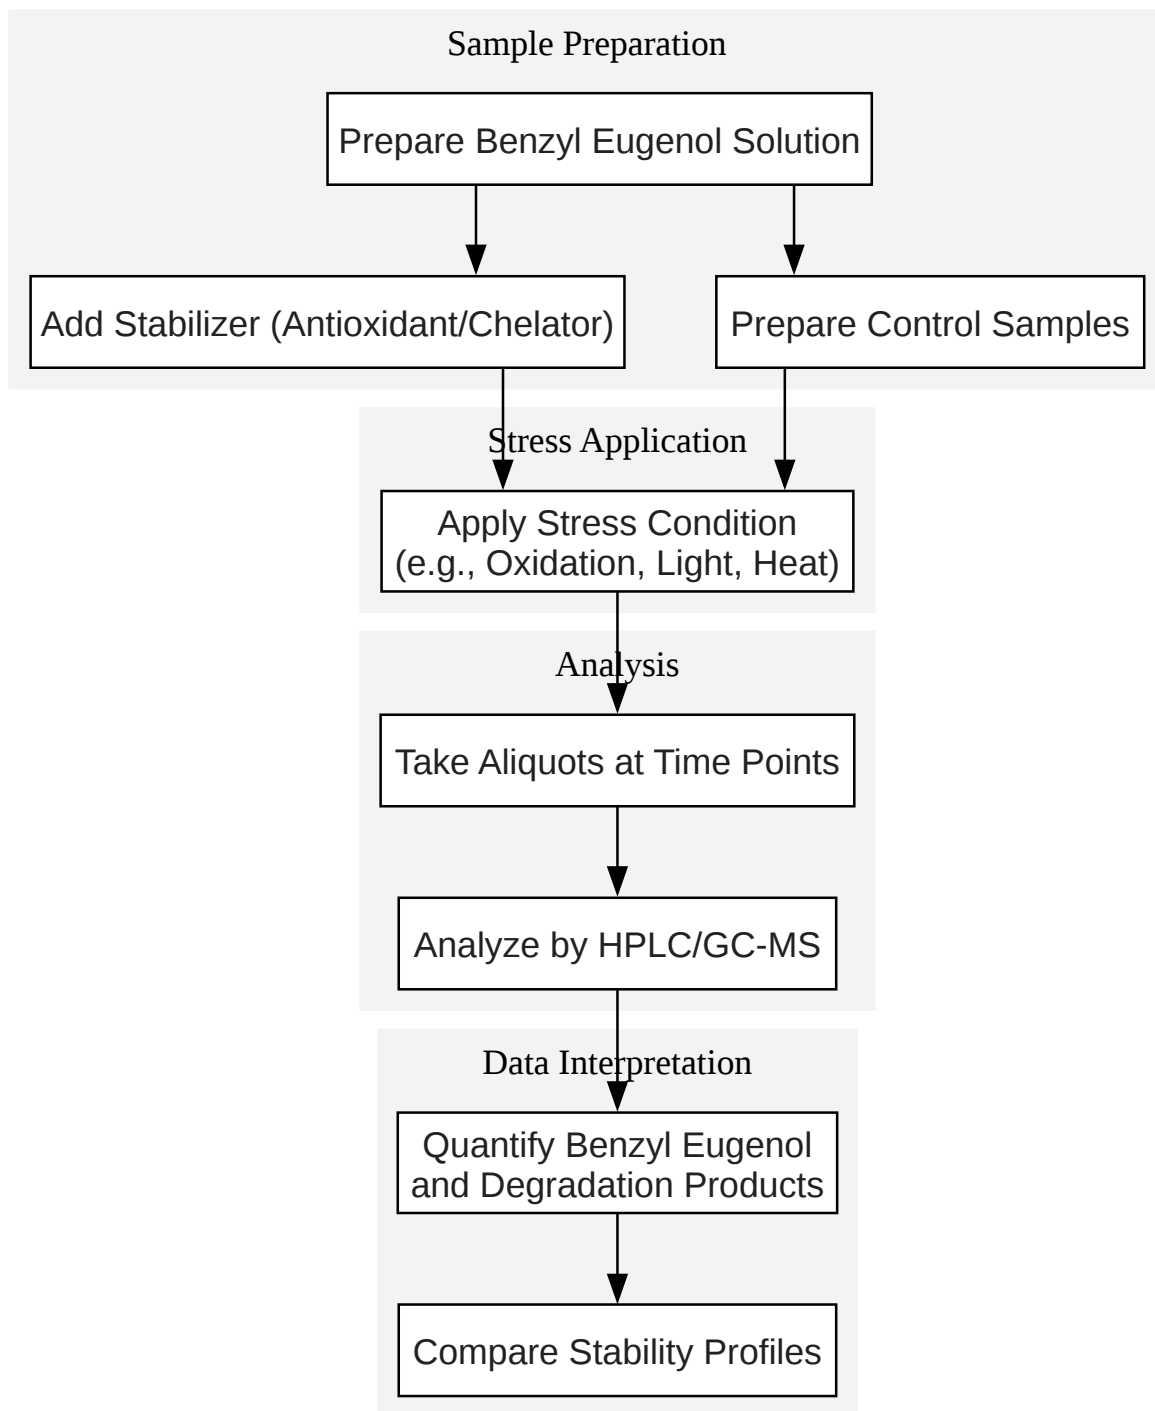 Sample Preparation
Prepare Benzyl Eugenol Solution
Add Stabilizer (Antioxidant/Chelator)
Prepare Control Samples
Stress Application
Apply Stress Condition
(e.g., Oxidation, Light, Heat)
Analysis
Take Aliquots at Time Points
Analyze by HPLC/GC-MS
Data Interpretation
Quantify Benzyl Eugenol
and Degradation Products
Compare Stability Profiles